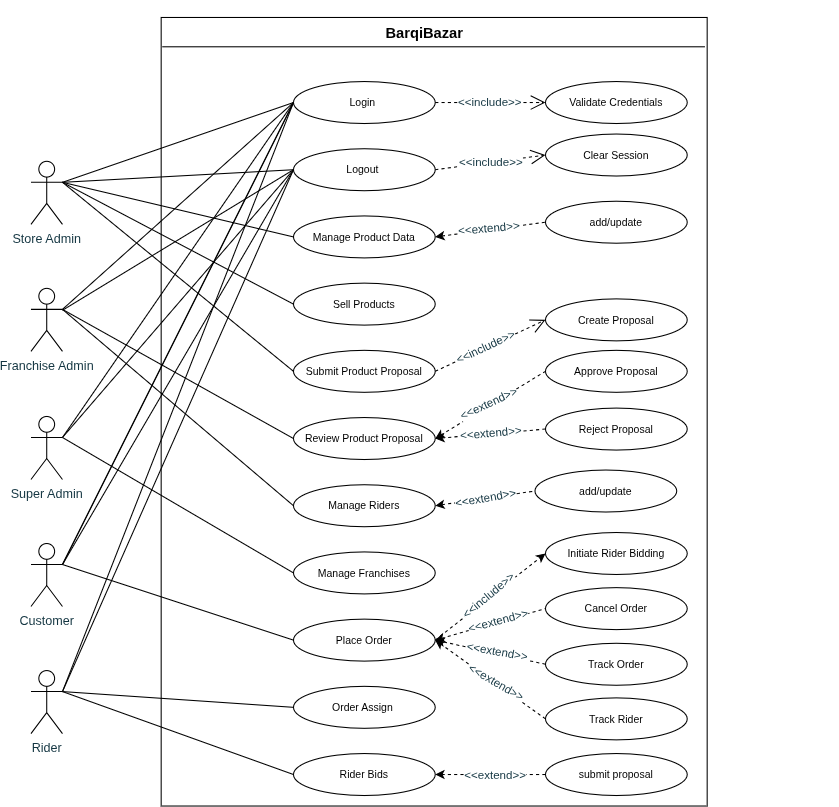 BarqiBazar
Login
<<include>>
Validate Credentials
Logout
<<include>>
Clear Session
Store Admin
Manage Product Data
<<extend>>
add/update
Sell Products
Franchise Admin
Submit Product Proposal
<<include>>
Create Proposal
Review Product Proposal
<<extend>>
Approve Proposal
<<extend>>
Reject Proposal
Super Admin
Manage Riders
<<extend>>
add/update
Manage Franchises
Customer
Place Order
<<include>>
Initiate Rider Bidding
<<extend>>
Cancel Order
<<extend>>
Track Order
<<extend>>
Track Rider
Order Assign
Rider
Rider Bids
<<extend>>
submit proposal